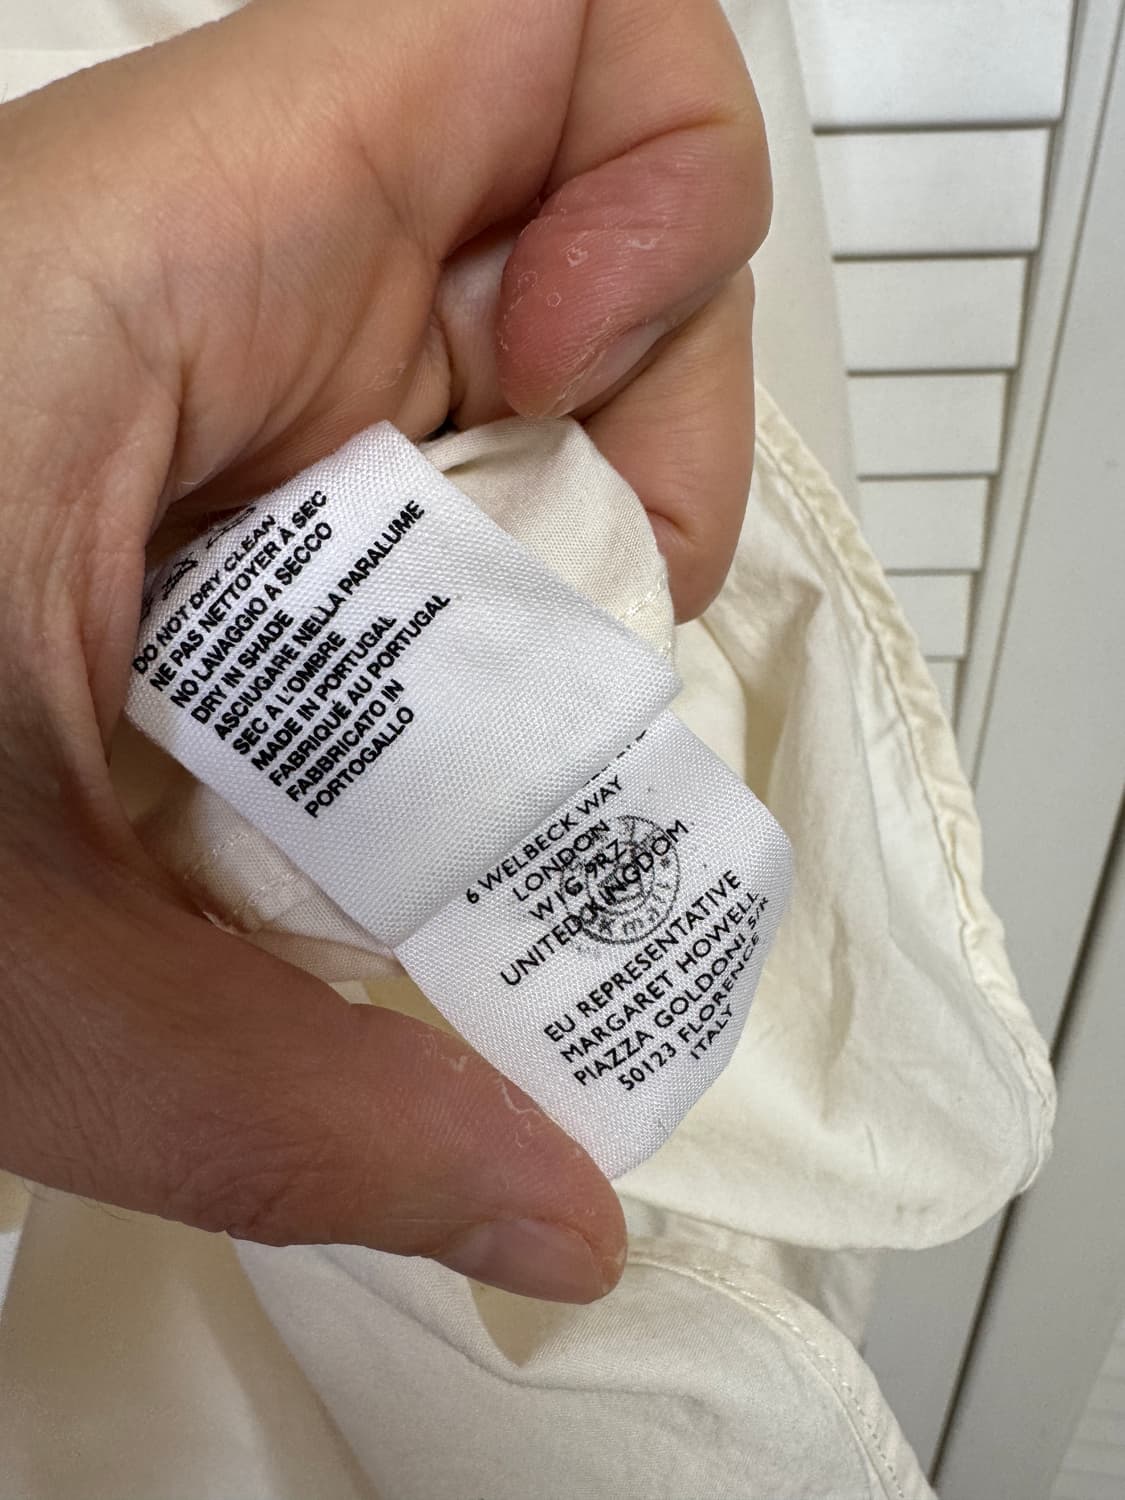 DO NOT DRY CLEAN
NE PAS NETTOYER À SEC
NO LAVAGGIO A SECCO
DRY IN SHADE
ASCIUGARE NELLA PARALUME
SEC A L'OMBRE
MADE IN PORTUGAL
FABRIQUÉ AU PORTUGAL
FABBRICATO IN
PORTOGALLO
6 WELBECK WAY
LONDON
W1G 9RZ
UNITED KINGDOM
EU REPRESENTATIVE
MARGARET HOWELL
PIAZZA GOLDONI 5/R
50123 FLORENCE
ITALY